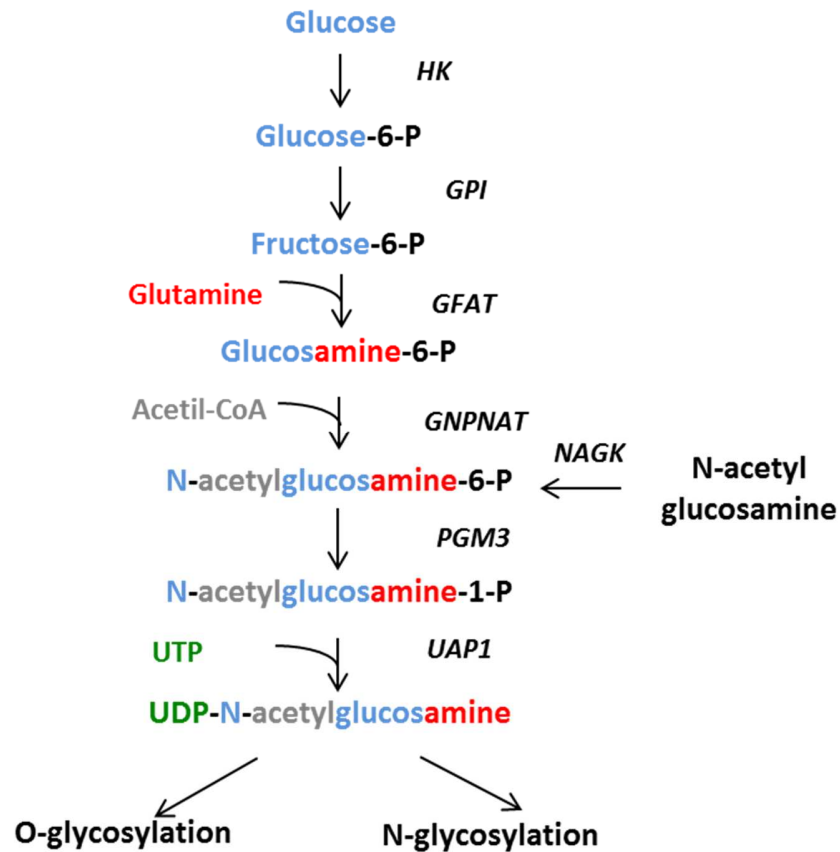 Glucose
HK
Glucose-6-P
GPI
Fructose-6-P
Glutamine
GFAT
Glucosamine-6-P
Acetil-CoA
GNPNAT
N-acetylglucosamine-6-P
NAGK
N-acetyl
glucosamine
PGM3
N-acetylglucosamine-1-P
UTP
UAP1
UDP-N-acetylglucosamine
O-glycosylation
N-glycosylation